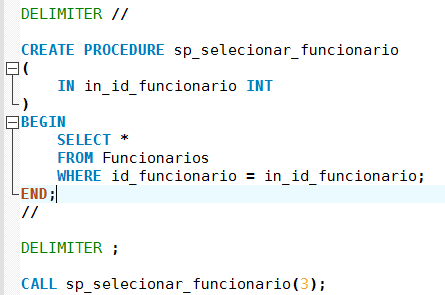 DELIMITER //
CREATE PROCEDURE sp_selecionar_funcionario
(
IN in_id_funcionario INT
)
BEGIN
SELECT *
FROM Funcionarios
WHERE id_funcionario = in_id_funcionario;
END;
//
DELIMITER ;
CALL sp_selecionar_funcionario(3);